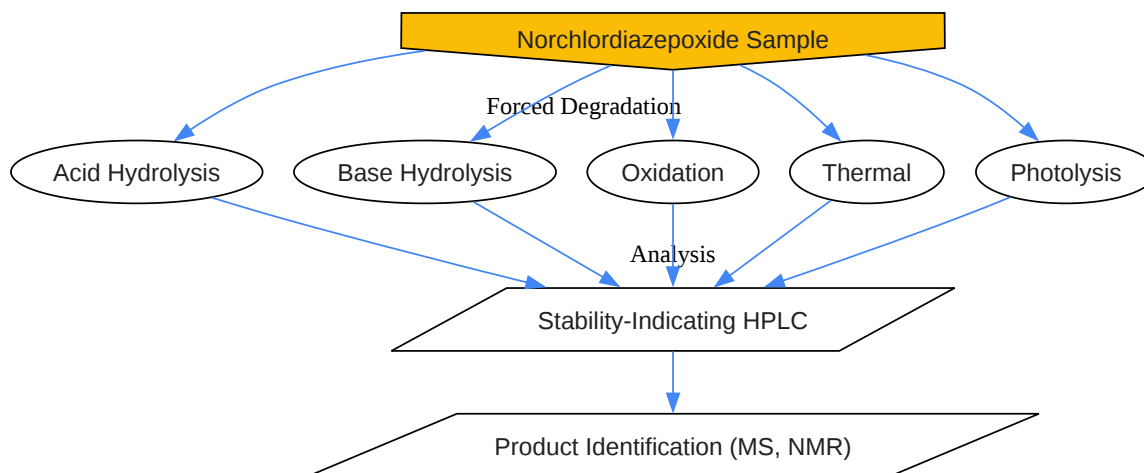 Norchlordiazepoxide Sample
Forced Degradation
Acid Hydrolysis
Base Hydrolysis
Oxidation
Thermal
Photolysis
Analysis
Stability-Indicating HPLC
Product Identification (MS, NMR)